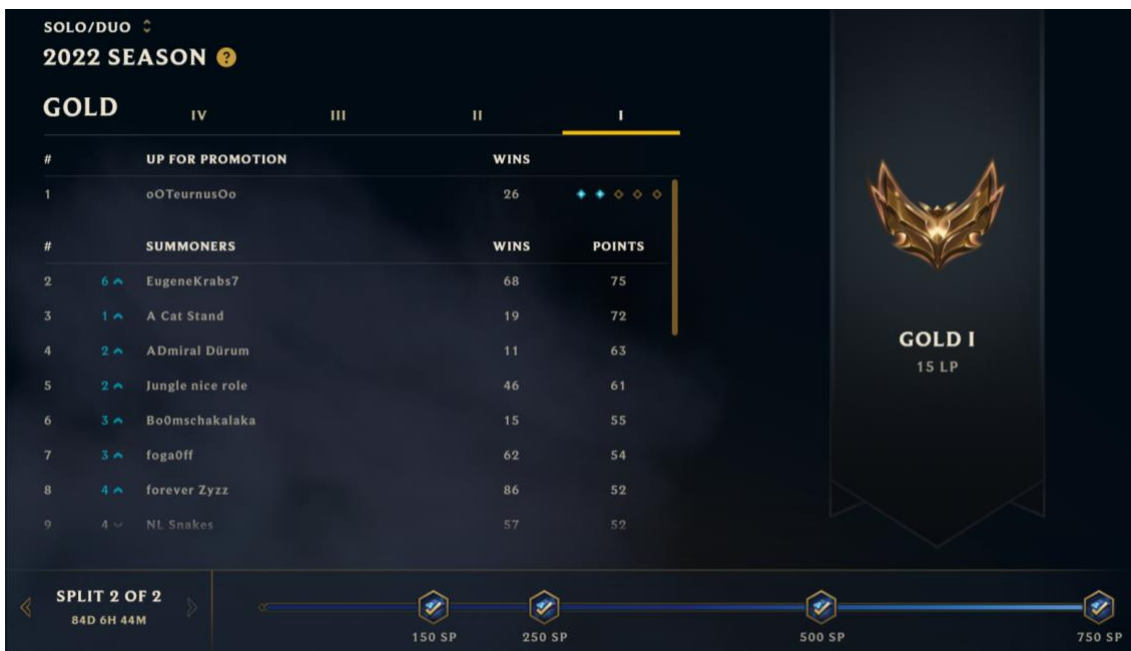 SOLO/DUO
2022 SEASON ?
GOLD IV III II I
# UP FOR PROMOTION WINS
1 oOTeurnusOo 26
# SUMMONERS WINS POINTS
2 6 EugeneKrabs7 68 75
3 1 A Cat Stand 19 72
4 2 ADmiral Dürum 11 63
5 2 Jungle nice role 46 61
6 3 Bo0mschakalaka 15 55
7 3 foga0ff 62 54
8 4 forever Zyzz 86 52
9 4 NL Snakes 57 52
GOLD I
15 LP
SPLIT 2 OF 2
84D 6H 44M
150 SP 250 SP 500 SP 750 SP